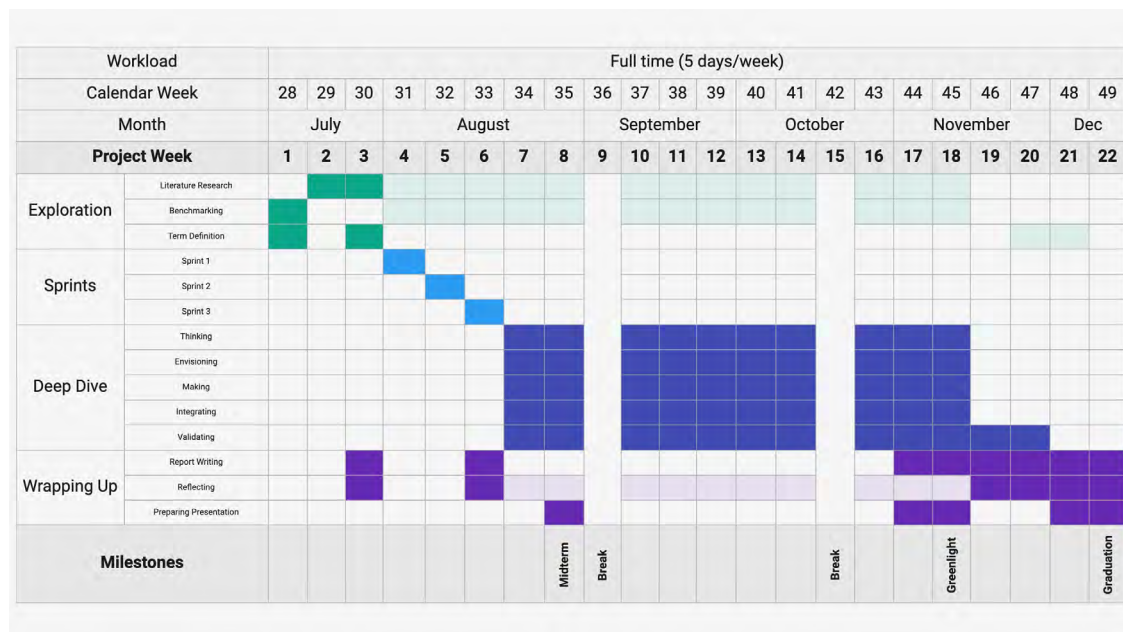 Workload Full time (5 days/week)
Calendar Week 28 29 30 31 32 33 34 35 36 37 38 39 40 41 42 43 44 45 46 47 48 49
Month July August September October November Dec
Project Week 1 2 3 4 5 6 7 8 9 10 11 12 13 14 15 16 17 18 19 20 21 22
Exploration
Literature Research
Benchmarking
Term Definition
Sprints
Sprint 1
Sprint 2
Sprint 3
Deep Dive
Thinking
Envisioning
Making
Integrating
Validating
Wrapping Up
Report Writing
Reflecting
Preparing Presentation
Milestones Midterm Break Break Greenlight Graduation